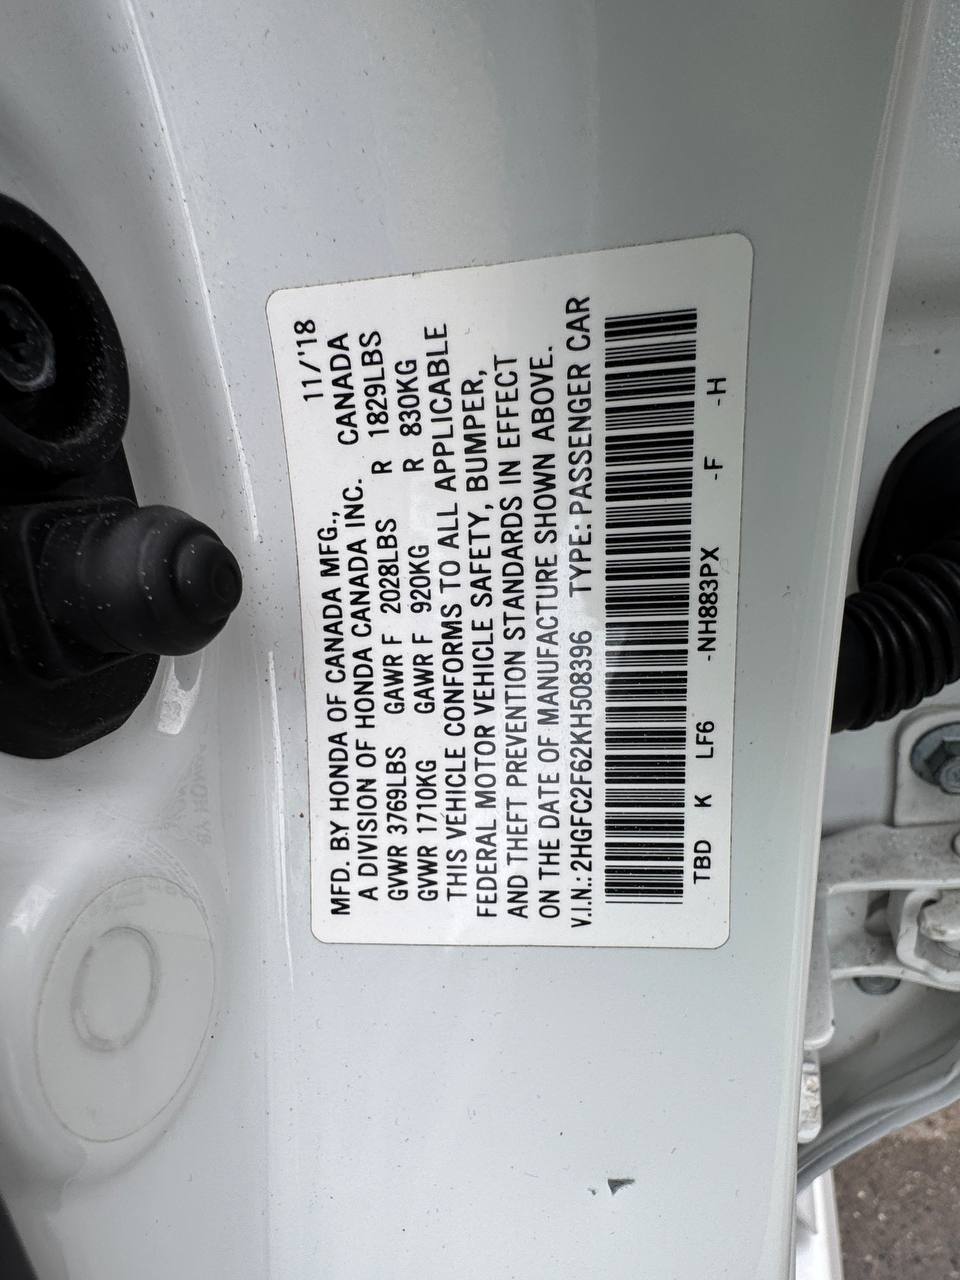 MFD. BY HONDA OF CANADA MFG., 11/'18
A DIVISION OF HONDA CANADA INC. CANADA
GVWR 3769LBS GAWR F 2028LBS R 1829LBS
GVWR 1710KG GAWR F 920KG R 830KG
THIS VEHICLE CONFORMS TO ALL APPLICABLE
FEDERAL MOTOR VEHICLE SAFETY, BUMPER,
AND THEFT PREVENTION STANDARDS IN EFFECT
ON THE DATE OF MANUFACTURE SHOWN ABOVE.
V.I.N.: 2HGFC2F62KH508396 TYPE: PASSENGER CAR
TBD K LF6 -NH883PX -F -H